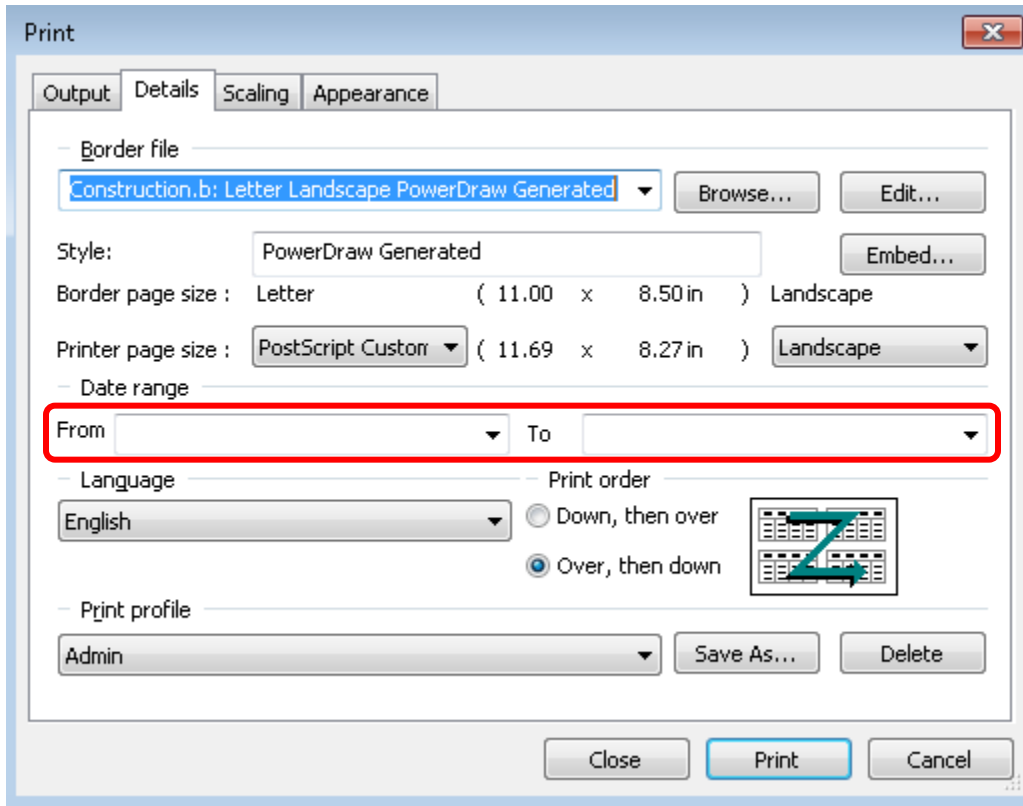 Print
Output Details Scaling Appearance
Border file
Construction.b: Letter Landscape PowerDraw Generated Browse... Edit...
Style: PowerDraw Generated Embed...
Border page size : Letter ( 11.00 x 8.50 in ) Landscape
Printer page size : PostScript Custom ( 11.69 x 8.27 in ) Landscape
Date range
From To
Language Print order
English Down, then over
Over, then down
Print profile
Admin Save As... Delete
Close Print Cancel